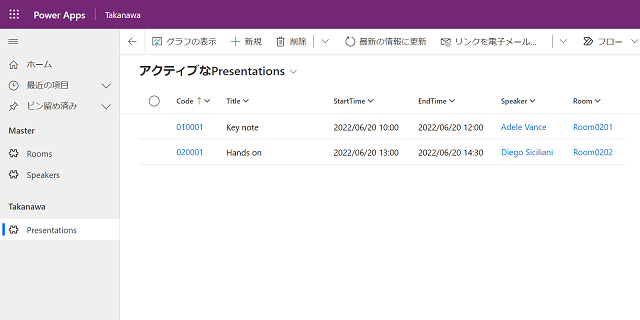 Power Apps Takanawa
グラフの表示 新規 削除 最新の情報に更新 リンクを電子メール... フロー
ホーム
最近の項目
ピン留め済み
Master
Rooms
Speakers
Takanawa
Presentations
アクティブなPresentations
Code Title StartTime EndTime Speaker Room
010001 Key note 2022/06/20 10:00 2022/06/20 12:00 Adele Vance Room0201
020001 Hands on 2022/06/20 13:00 2022/06/20 14:30 Diego Siciliani Room0202